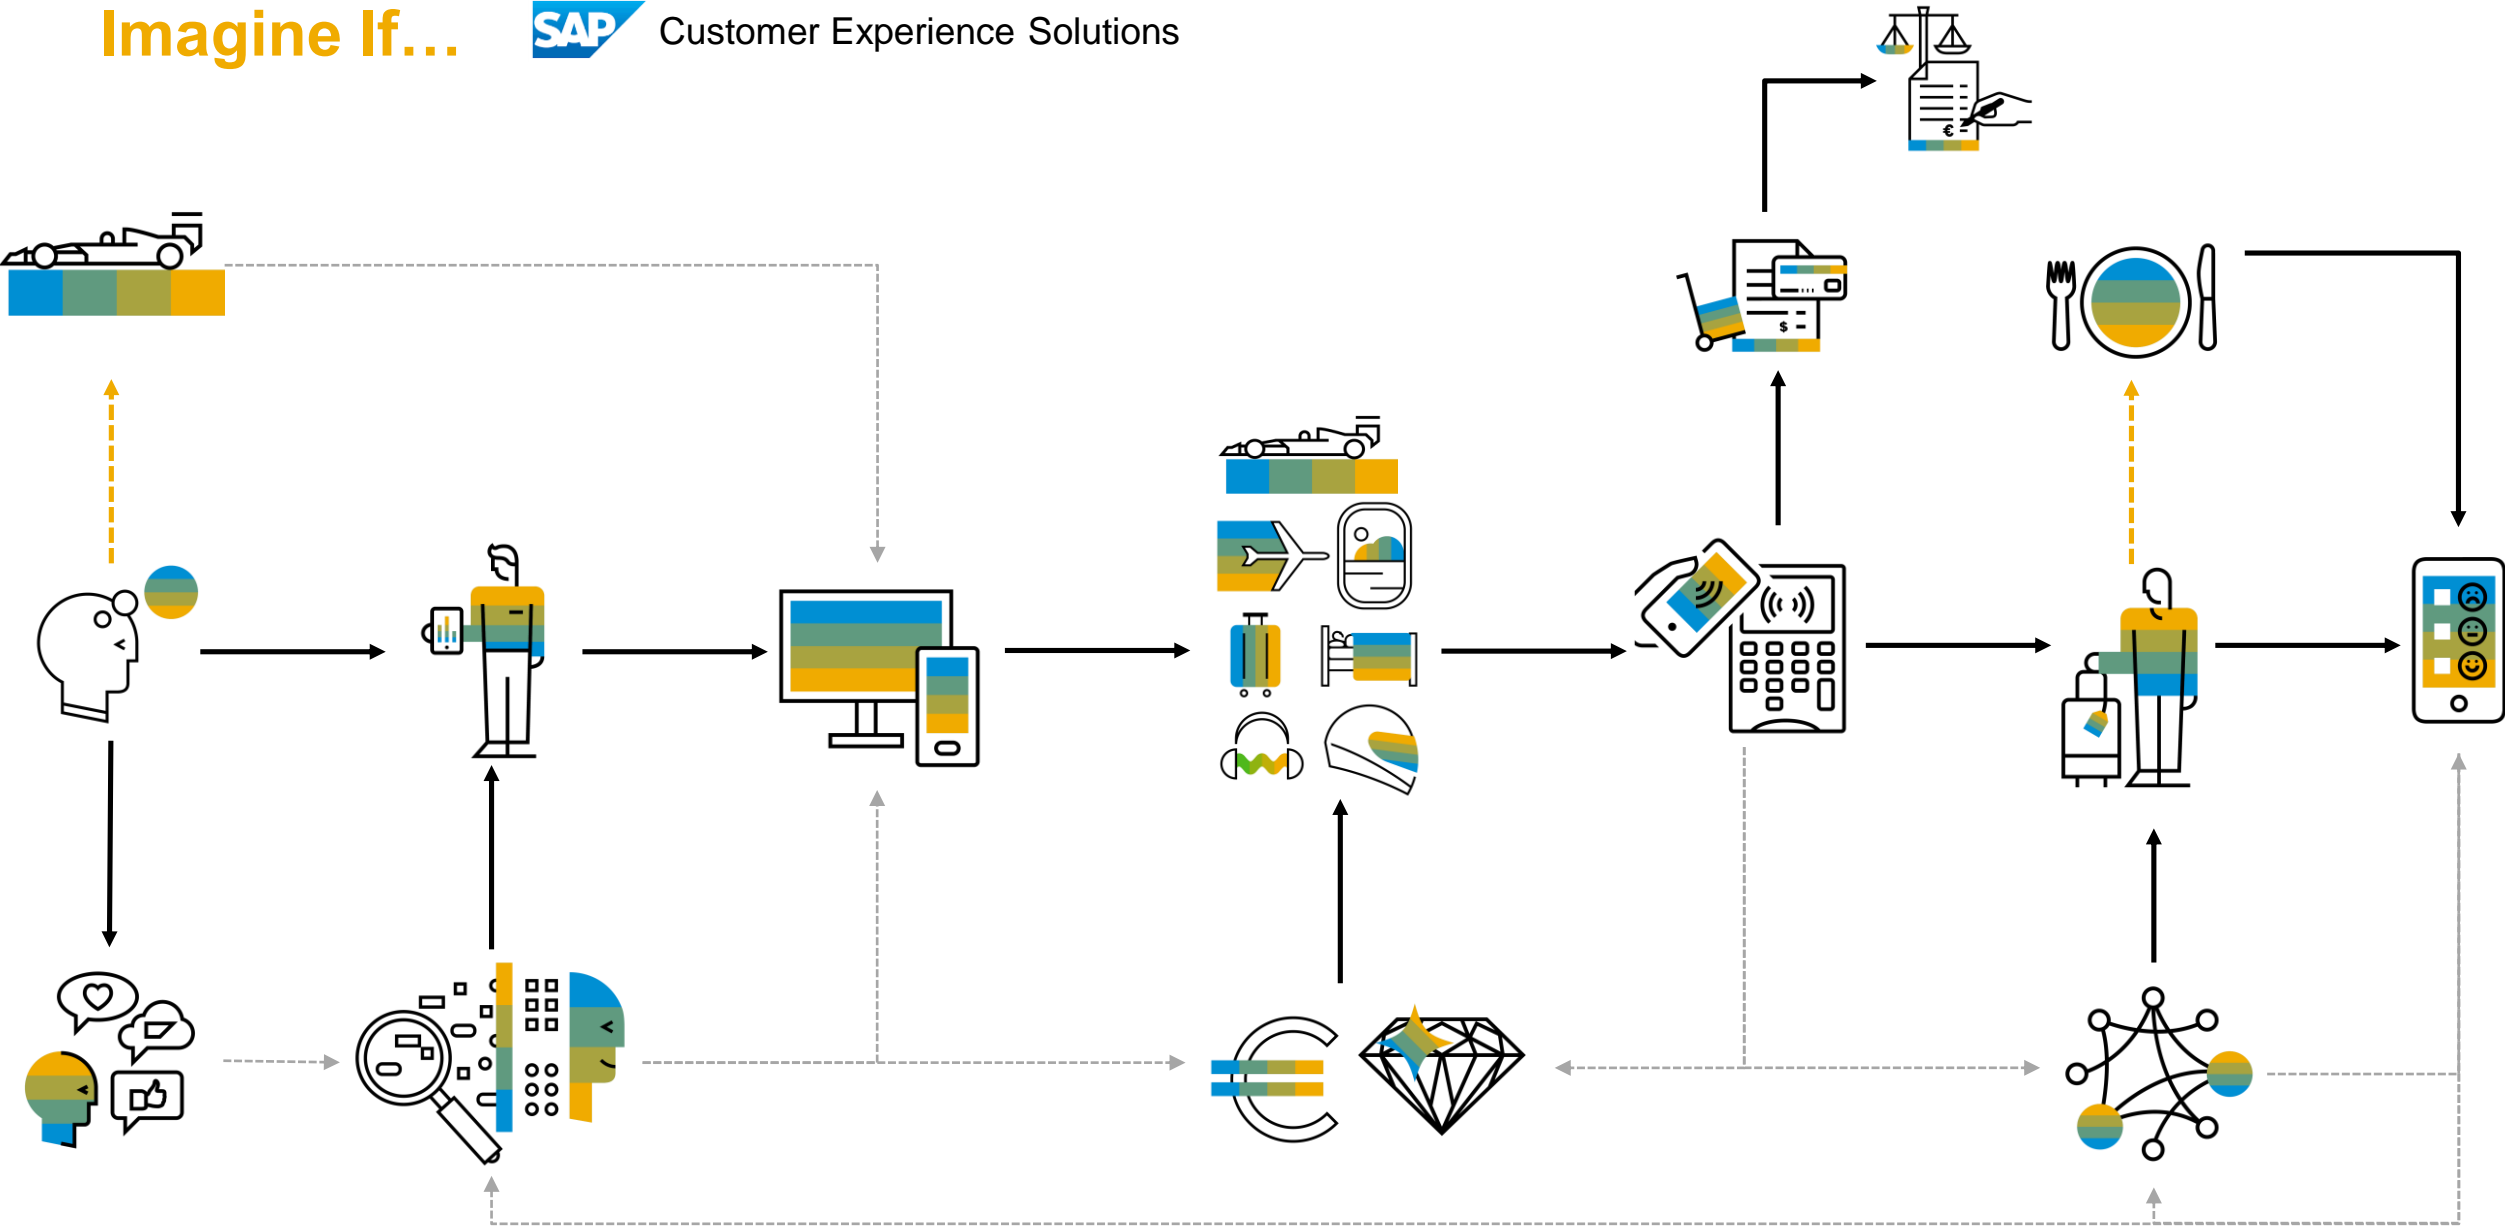 Imagine If...
SAP
Customer Experience Solutions
€
$